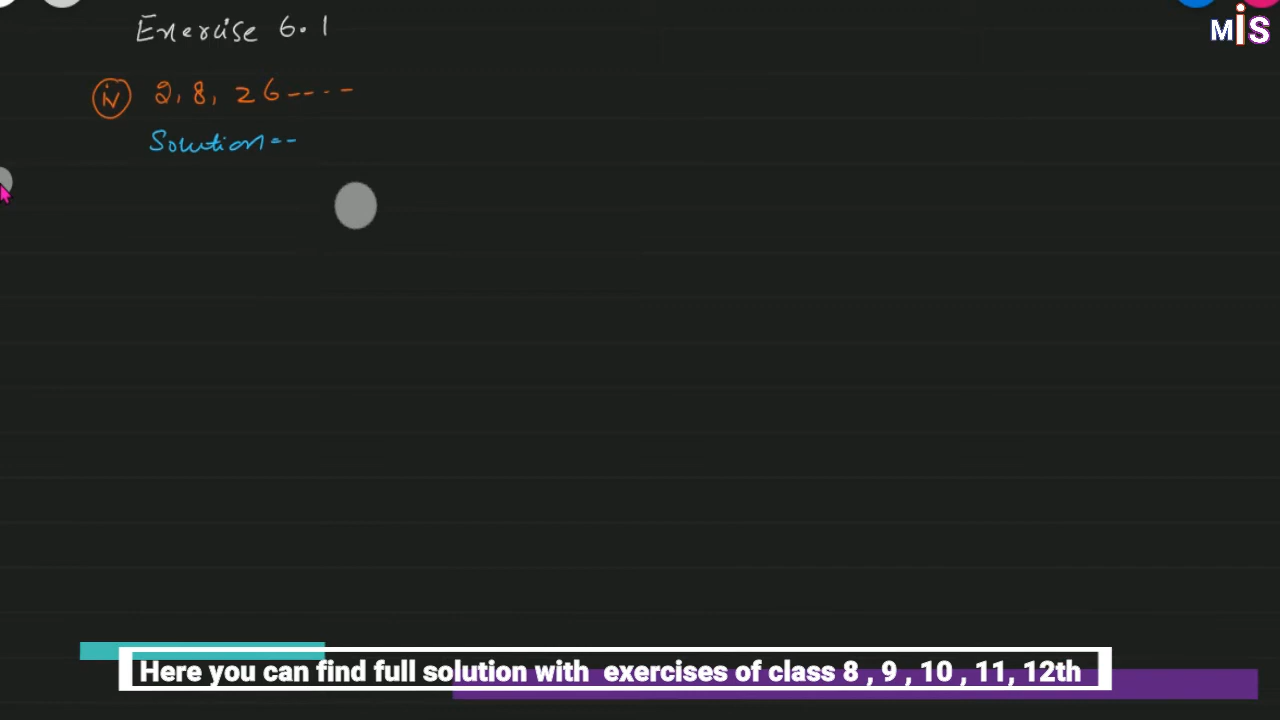 MiS
Exercise 6.1
iv 2, 8, 26-----
Solution=-
Here you can find full solution with exercises of class 8 , 9 , 10 , 11, 12th